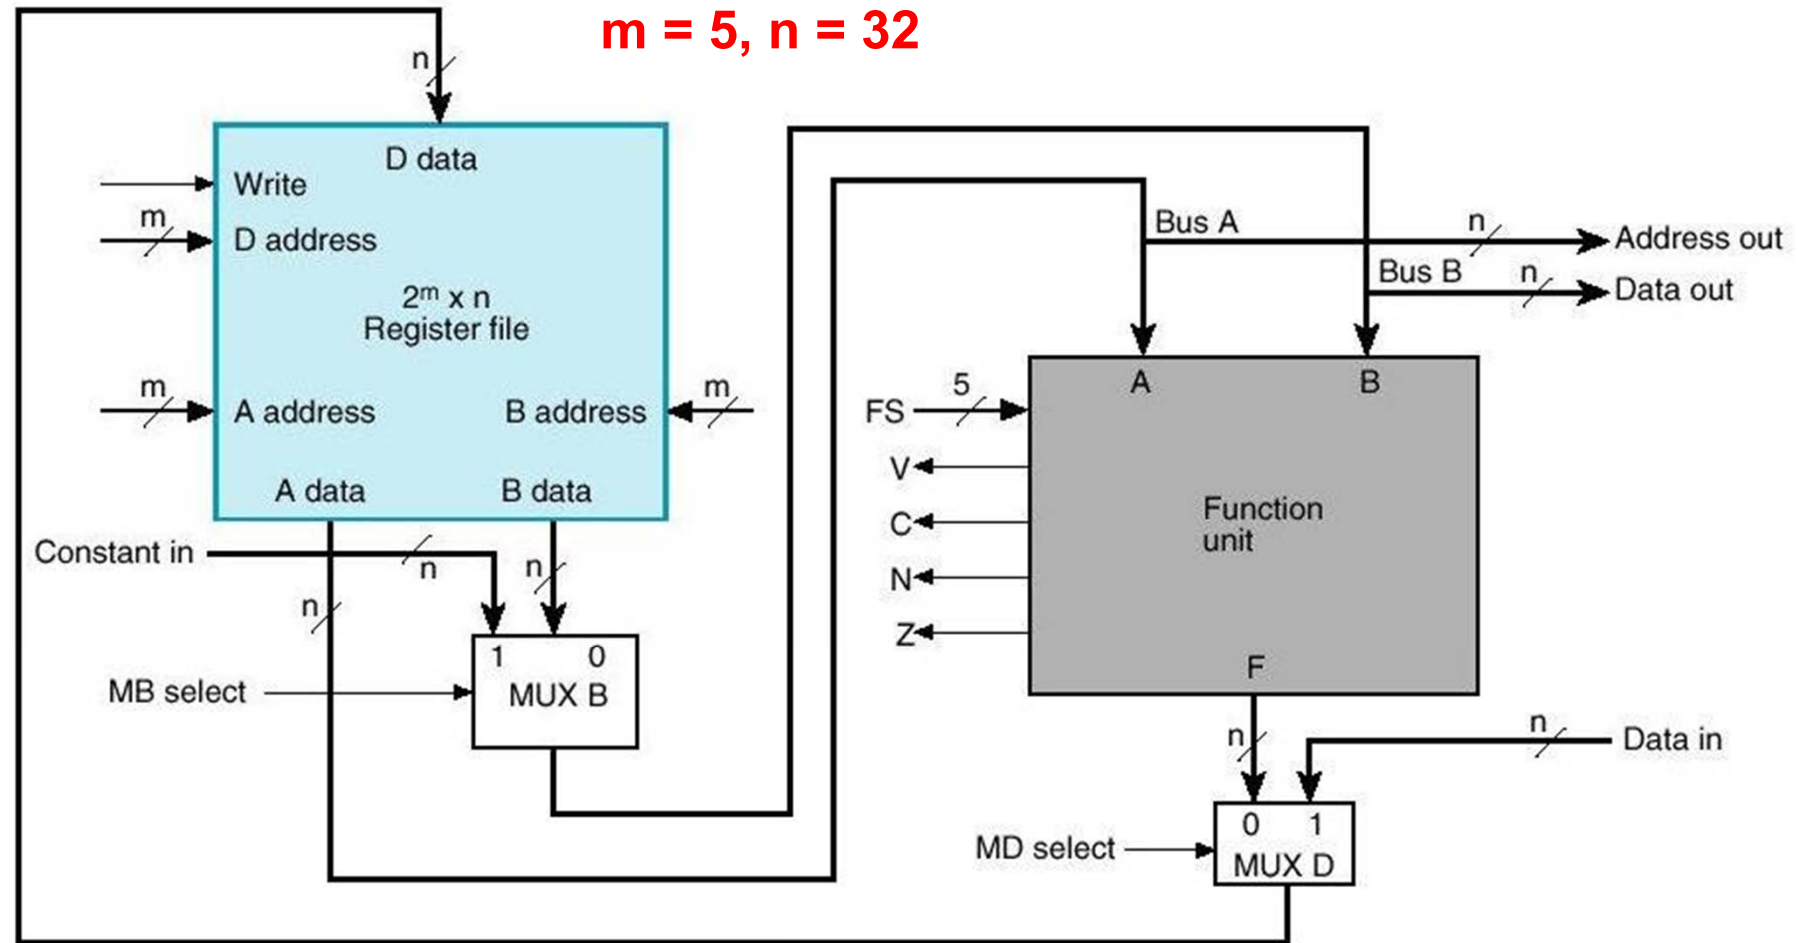 m = 5, n = 32
n
D data
Write
m
D address
2ᵐ x n
Register file
m
A address
B address
m
A data
B data
Constant in
n
n
n
1 0
MUX B
MB select
Bus A
n
Address out
Bus B
n
Data out
A
B
FS
5
V
C
N
Z
Function
unit
F
n
n
Data in
0 1
MUX D
MD select